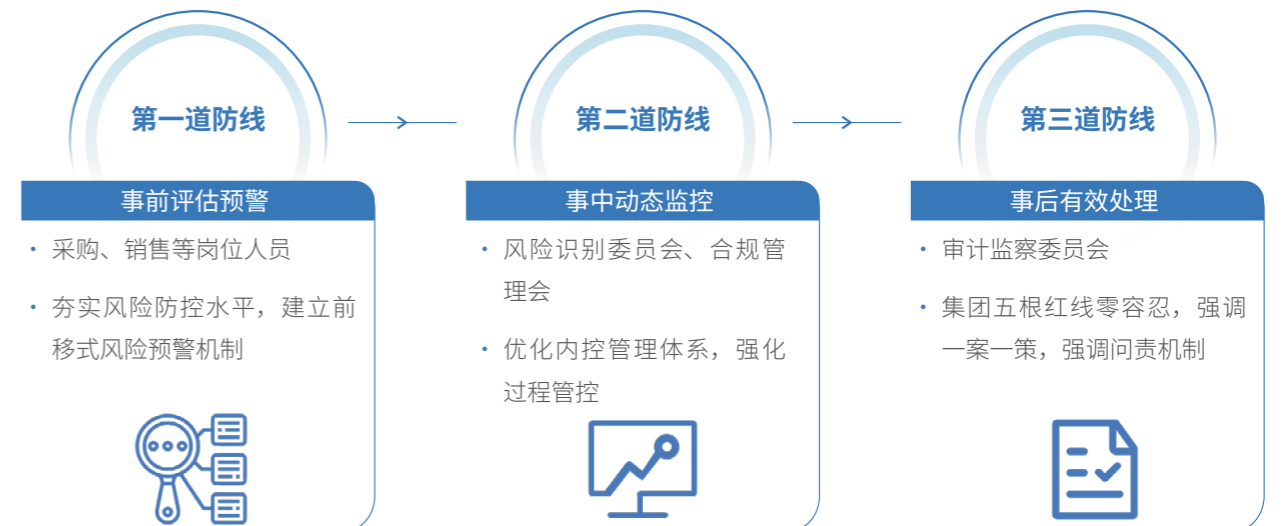 第一道防线
事前评估预警
· 采购、销售等岗位人员
· 夯实风险防控水平，建立前
移式风险预警机制
第二道防线
事中动态监控
· 风险识别委员会、合规管
理会
· 优化内控管理体系，强化
过程管控
第三道防线
事后有效处理
· 审计监察委员会
· 集团五根红线零容忍，强调
一案一策，强调问责机制